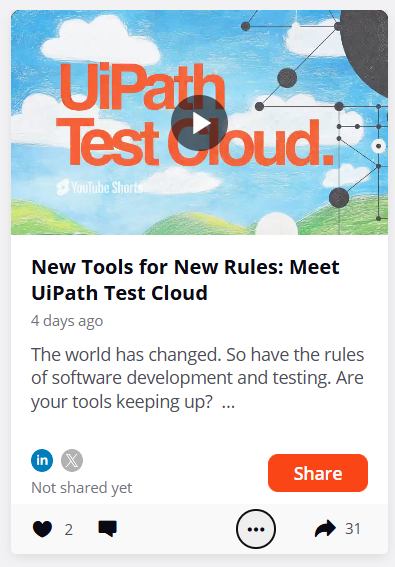 UiPath
Test Cloud.
YouTube Shorts
New Tools for New Rules: Meet
UiPath Test Cloud
4 days ago
The world has changed. So have the rules
of software development and testing. Are
your tools keeping up? ...
in X
Not shared yet
Share
2
31